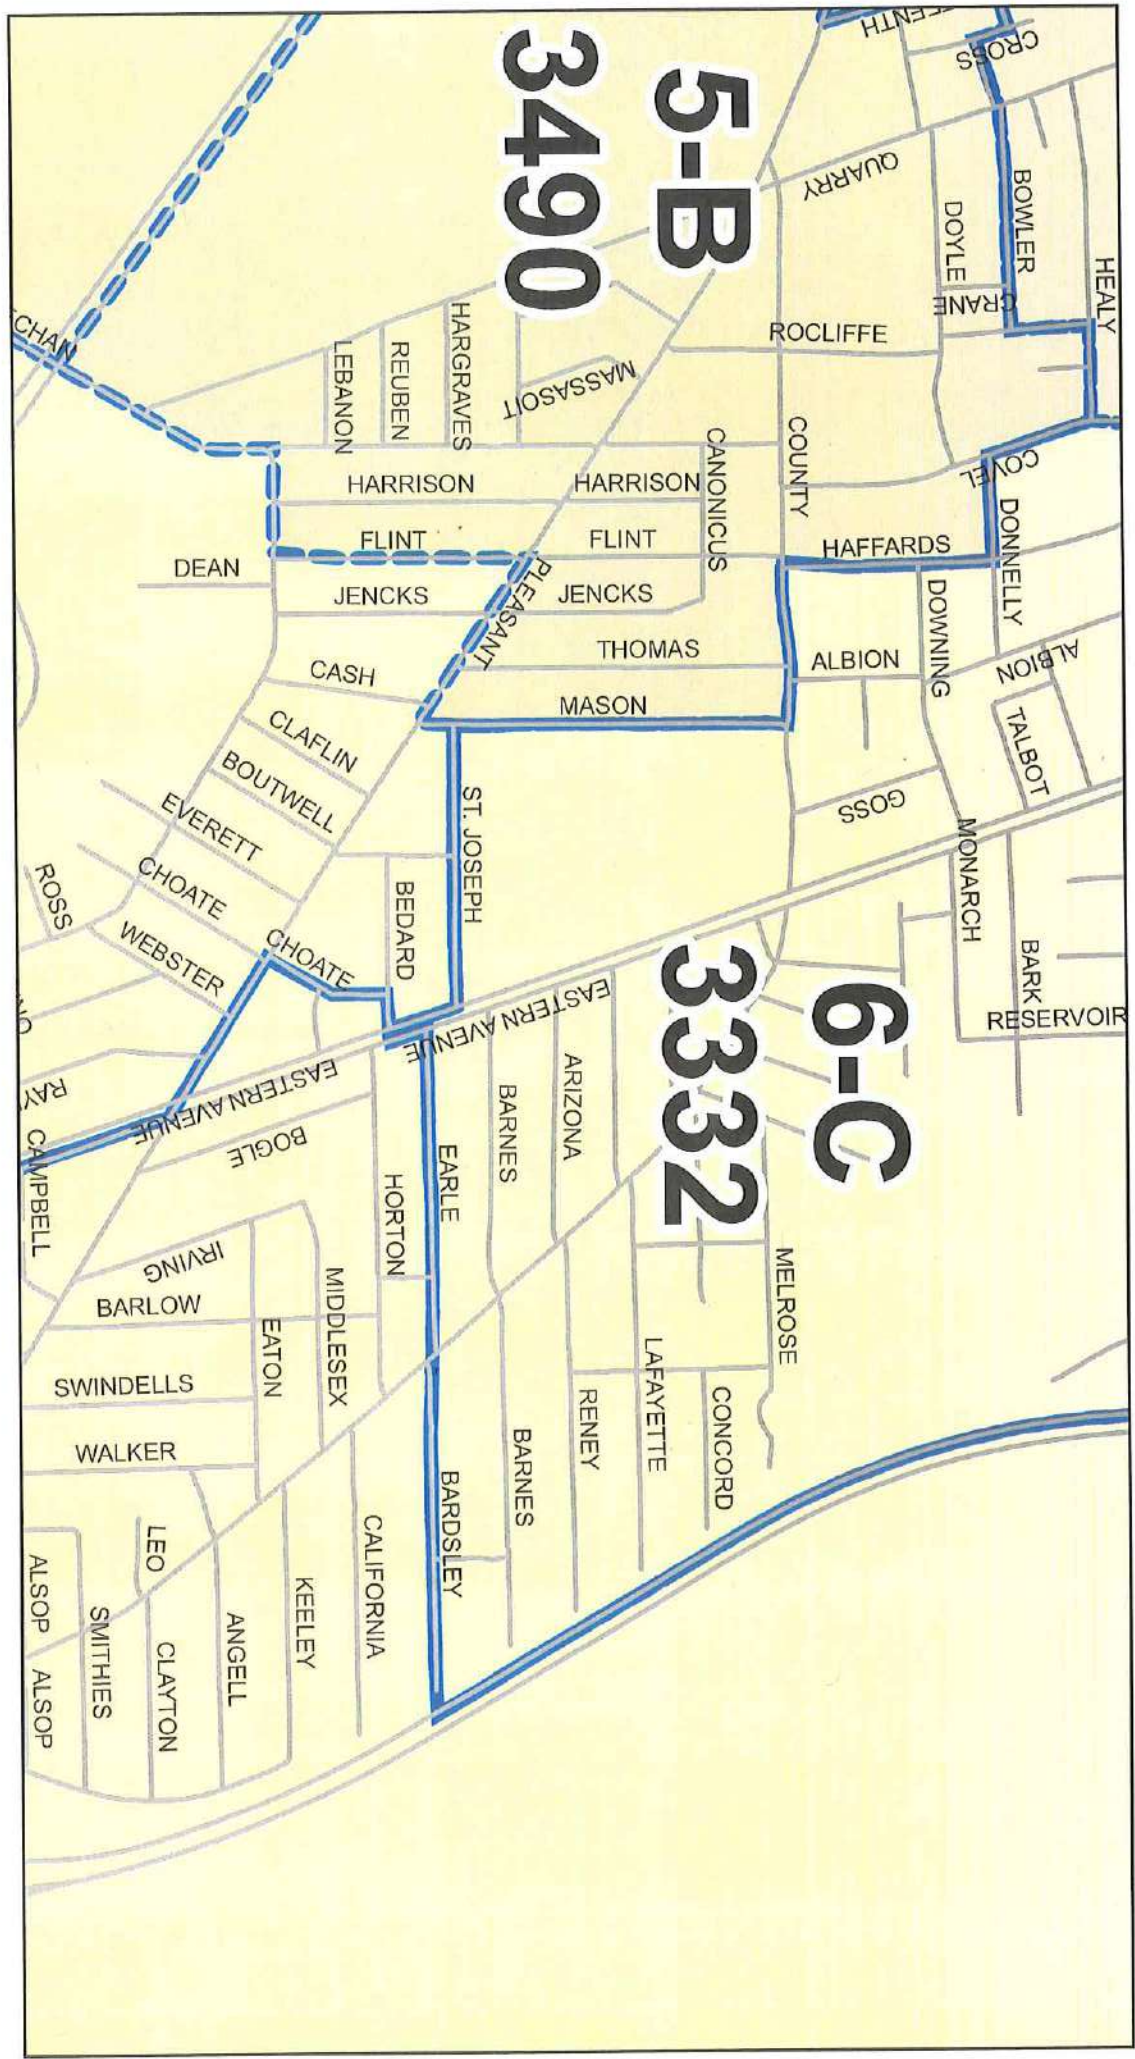 HEALY
BOWLER
CROSS
DOYLE
CRANE
QUARRY
ROCLIFFE
5-B
3490
MASSASOIT
HARGRAVES
REUBEN
LEBANON
COVEL
DONNELLY
COUNTY
CANONICUS
HARRISON
HARRISON
HAFFARDS
FLINT
FLINT
DEAN
JENCKS
JENCKS
PLEASANT
DOWNING
ALBION
ALBION
THOMAS
MASON
CASH
CLAFLIN
BOUTWELL
EVERETT
CHOATE
CHOATE
WEBSTER
ROSS
TALBOT
GOSS
MONARCH
BARK
RESERVOIR
ST. JOSEPH
BEDARD
6-C
3332
EASTERN AVENUE
EASTERN AVENUE
ARIZONA
BARNES
EARLE
HORTON
BOGLE
CAMPBELL
IRVING
BARLOW
MIDDLESEX
EATON
SWINDELLS
WALKER
MELROSE
LAFAYETTE
CONCORD
RENEY
BARNES
BARDSLEY
CALIFORNIA
KEELEY
ANGELL
LEO
CLAYTON
SMITHIES
ALSOP
ALSOP